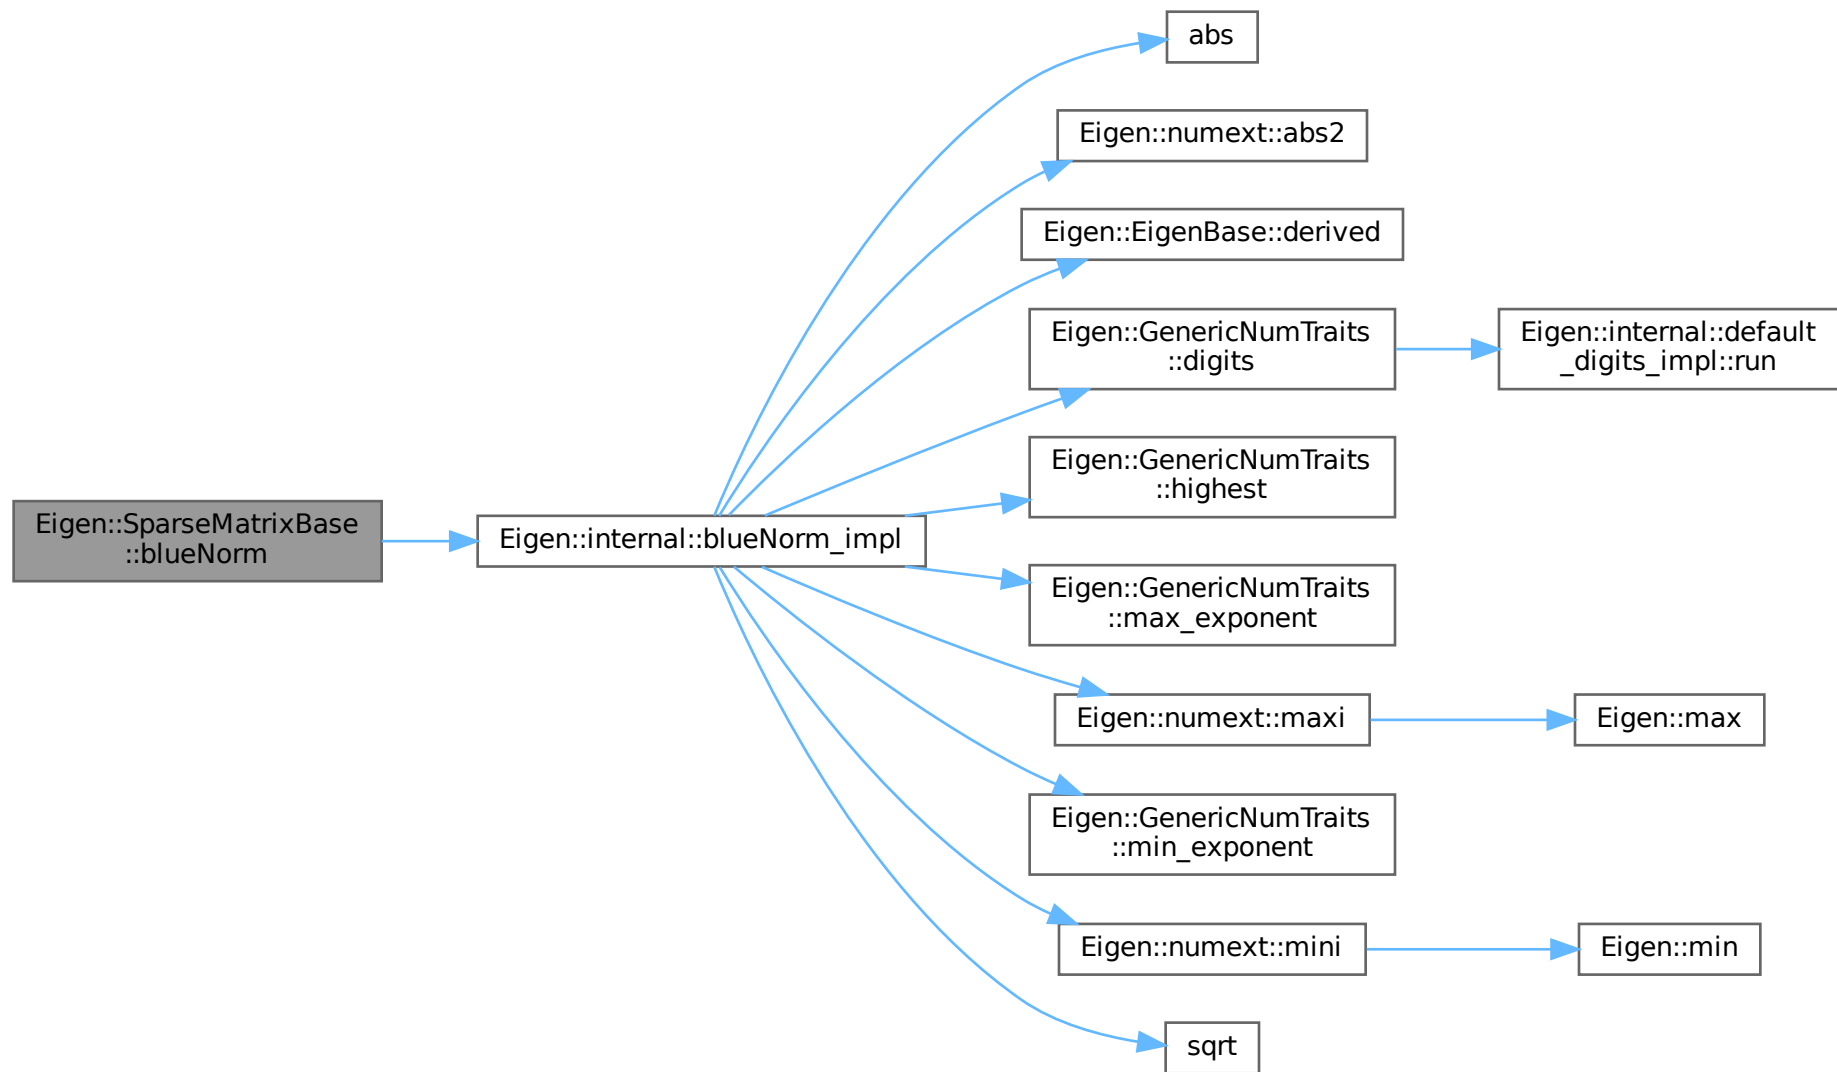 abs
Eigen::numext::abs2
Eigen::EigenBase::derived
Eigen::GenericNumTraits
::digits
Eigen::internal::default
_digits_impl::run
Eigen::GenericNumTraits
::highest
Eigen::SparseMatrixBase
::blueNorm
Eigen::internal::blueNorm_impl
Eigen::GenericNumTraits
::max_exponent
Eigen::numext::maxi
Eigen::max
Eigen::GenericNumTraits
::min_exponent
Eigen::numext::mini
Eigen::min
sqrt